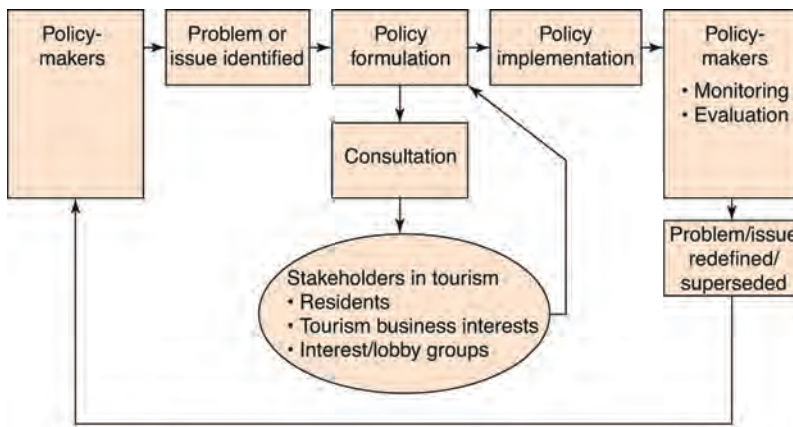 Policy-
makers
Problem or
issue identified
Policy
formulation
Policy
implementation
Policy-
makers
• Monitoring
• Evaluation
Consultation
Problem/issue
redefined/
superseded
Stakeholders in tourism
• Residents
• Tourism business interests
• Interest/lobby groups